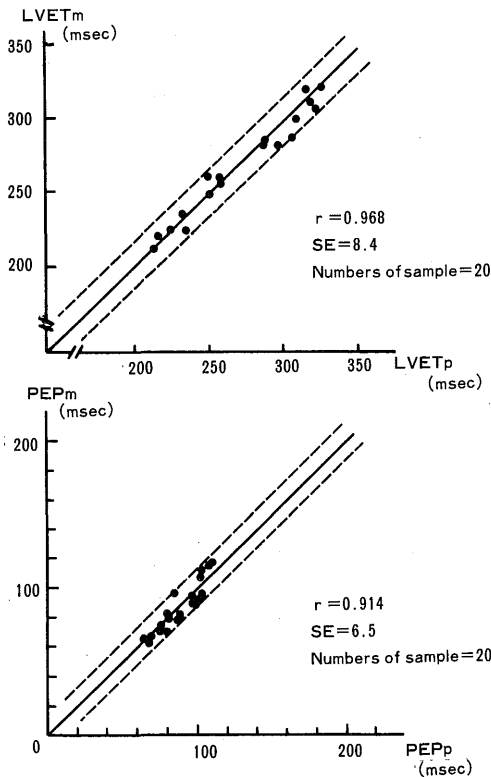 LVETm
(msec)
350
300
250
200
r=0.968
SE=8.4
Numbers of sample=20
200 250 300 350 LVETp
(msec)
PEPm
(msec)
200
100
r=0.914
SE=6.5
Numbers of sample=20
0 100 200 PEPp
(msec)